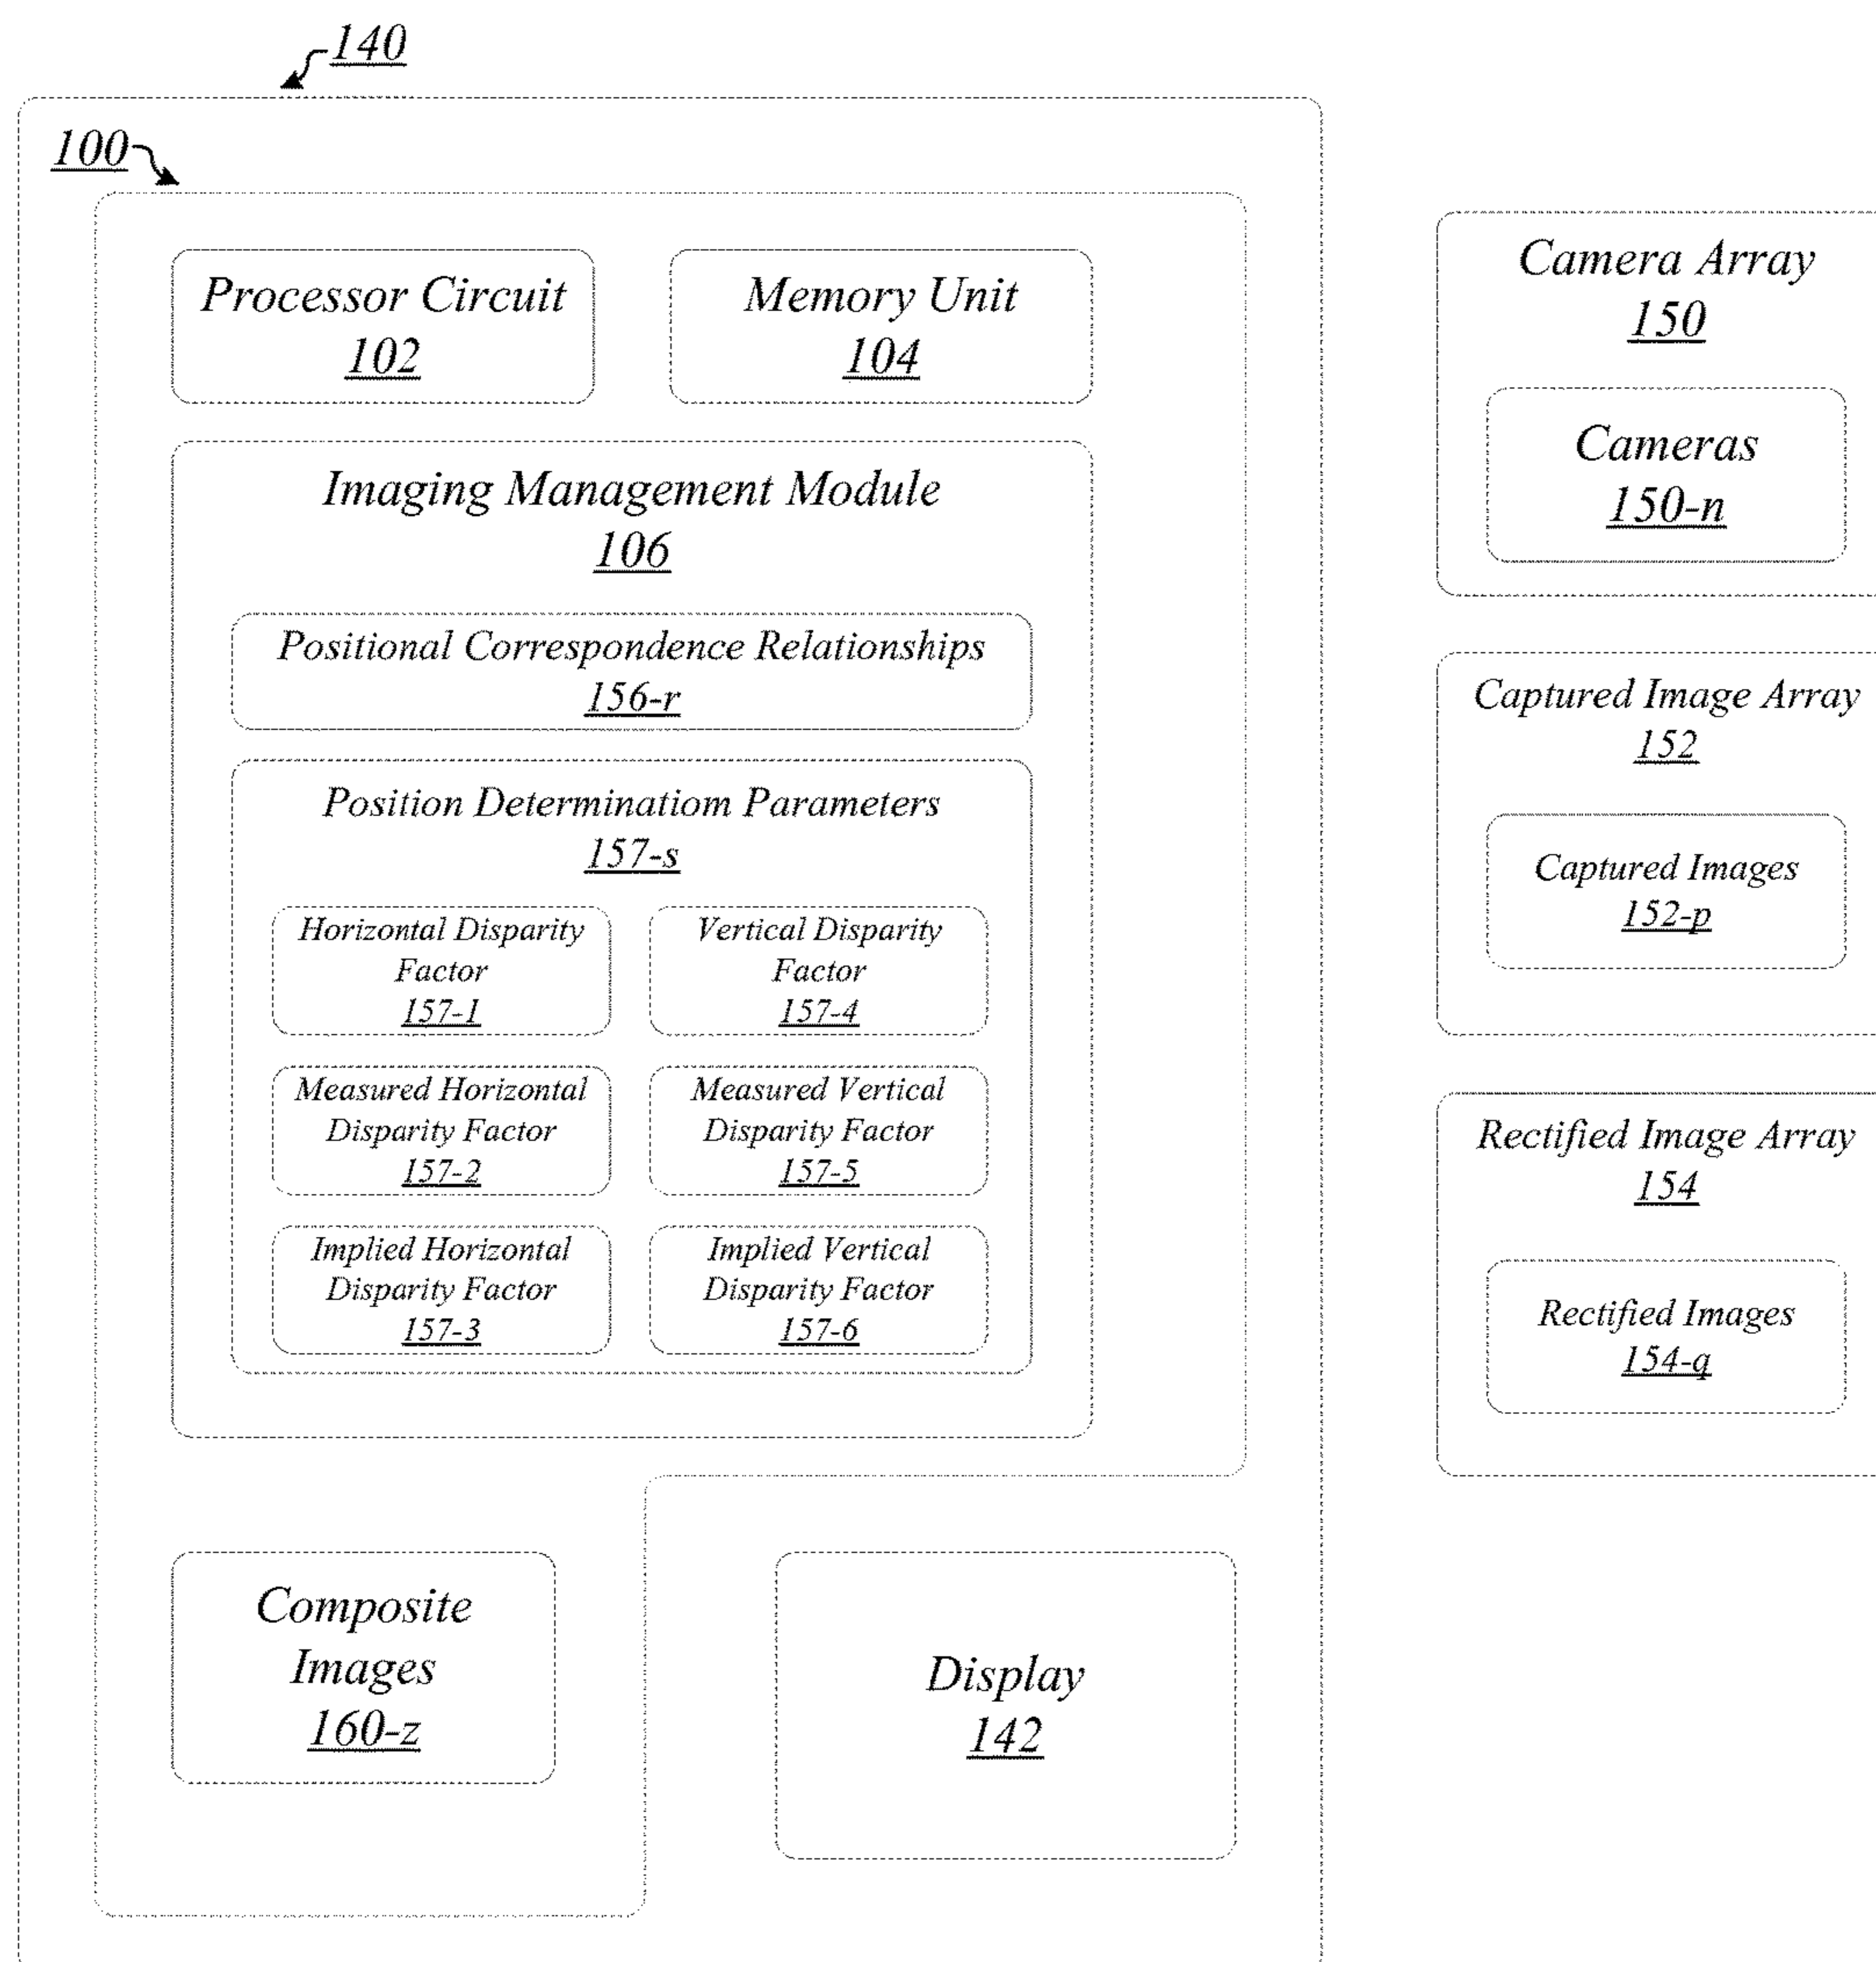 140
100
Processor Circuit
102
Memory Unit
104
Imaging Management Module
106
Positional Correspondence Relationships
156-r
Position Determinatiom Parameters
157-s
Horizontal Disparity
Factor
157-1
Vertical Disparity
Factor
157-4
Measured Horizontal
Disparity Factor
157-2
Measured Vertical
Disparity Factor
157-5
Implied Horizontal
Disparity Factor
157-3
Implied Vertical
Disparity Factor
157-6
Composite
Images
160-z
Display
142
Camera Array
150
Cameras
150-n
Captured Image Array
152
Captured Images
152-p
Rectified Image Array
154
Rectified Images
154-q